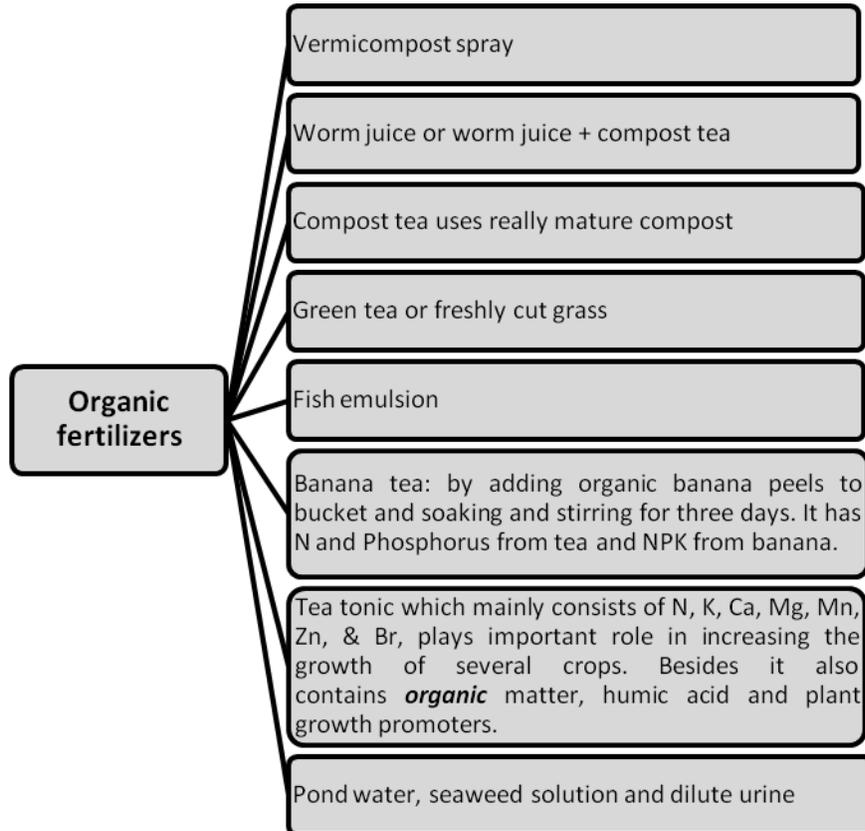 Vermicompost spray
Worm juice or worm juice + compost tea
Compost tea uses really mature compost
Green tea or freshly cut grass
Organic
fertilizers
Fish emulsion
Banana tea: by adding organic banana peels to
bucket and soaking and stirring for three days. It has
N and Phosphorus from tea and NPK from banana.
Tea tonic which mainly consists of N, K, Ca, Mg, Mn,
Zn, & Br, plays important role in increasing the
growth of several crops. Besides it also
contains organic matter, humic acid and plant
growth promoters.
Pond water, seaweed solution and dilute urine